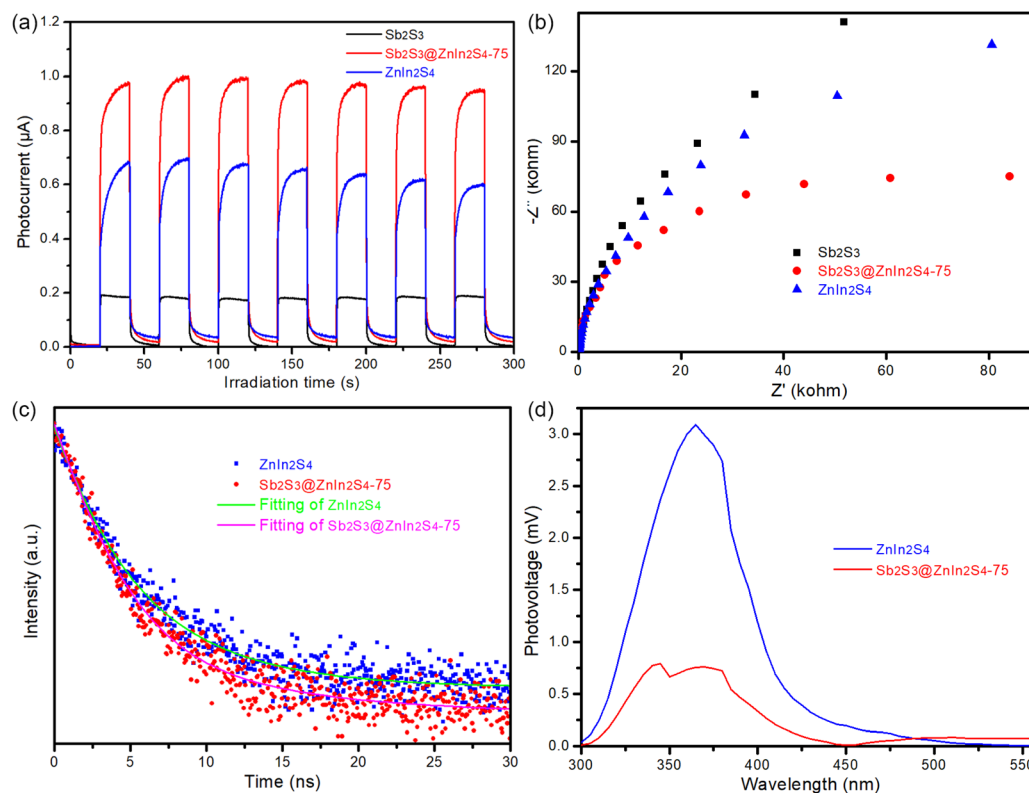 (a)
1.2
1.0
0.8
0.6
0.4
0.2
0.0
Photocurrent (μA)
Sb2S3
Sb2S3@ZnIn2S4-75
ZnIn2S4
0 50 100 150 200 250 300
Irradiation time (s)
(b)
120
90
60
30
0
-Z'' (kohm)
Sb2S3
Sb2S3@ZnIn2S4-75
ZnIn2S4
0 20 40 60 80
Z' (kohm)
(c)
Intensity (a.u.)
ZnIn2S4
Sb2S3@ZnIn2S4-75
Fitting of ZnIn2S4
Fitting of Sb2S3@ZnIn2S4-75
0 5 10 15 20 25 30
Time (ns)
(d)
3.0
2.5
2.0
1.5
1.0
0.5
0.0
Photovoltage (mV)
ZnIn2S4
Sb2S3@ZnIn2S4-75
300 350 400 450 500 550
Wavelength (nm)